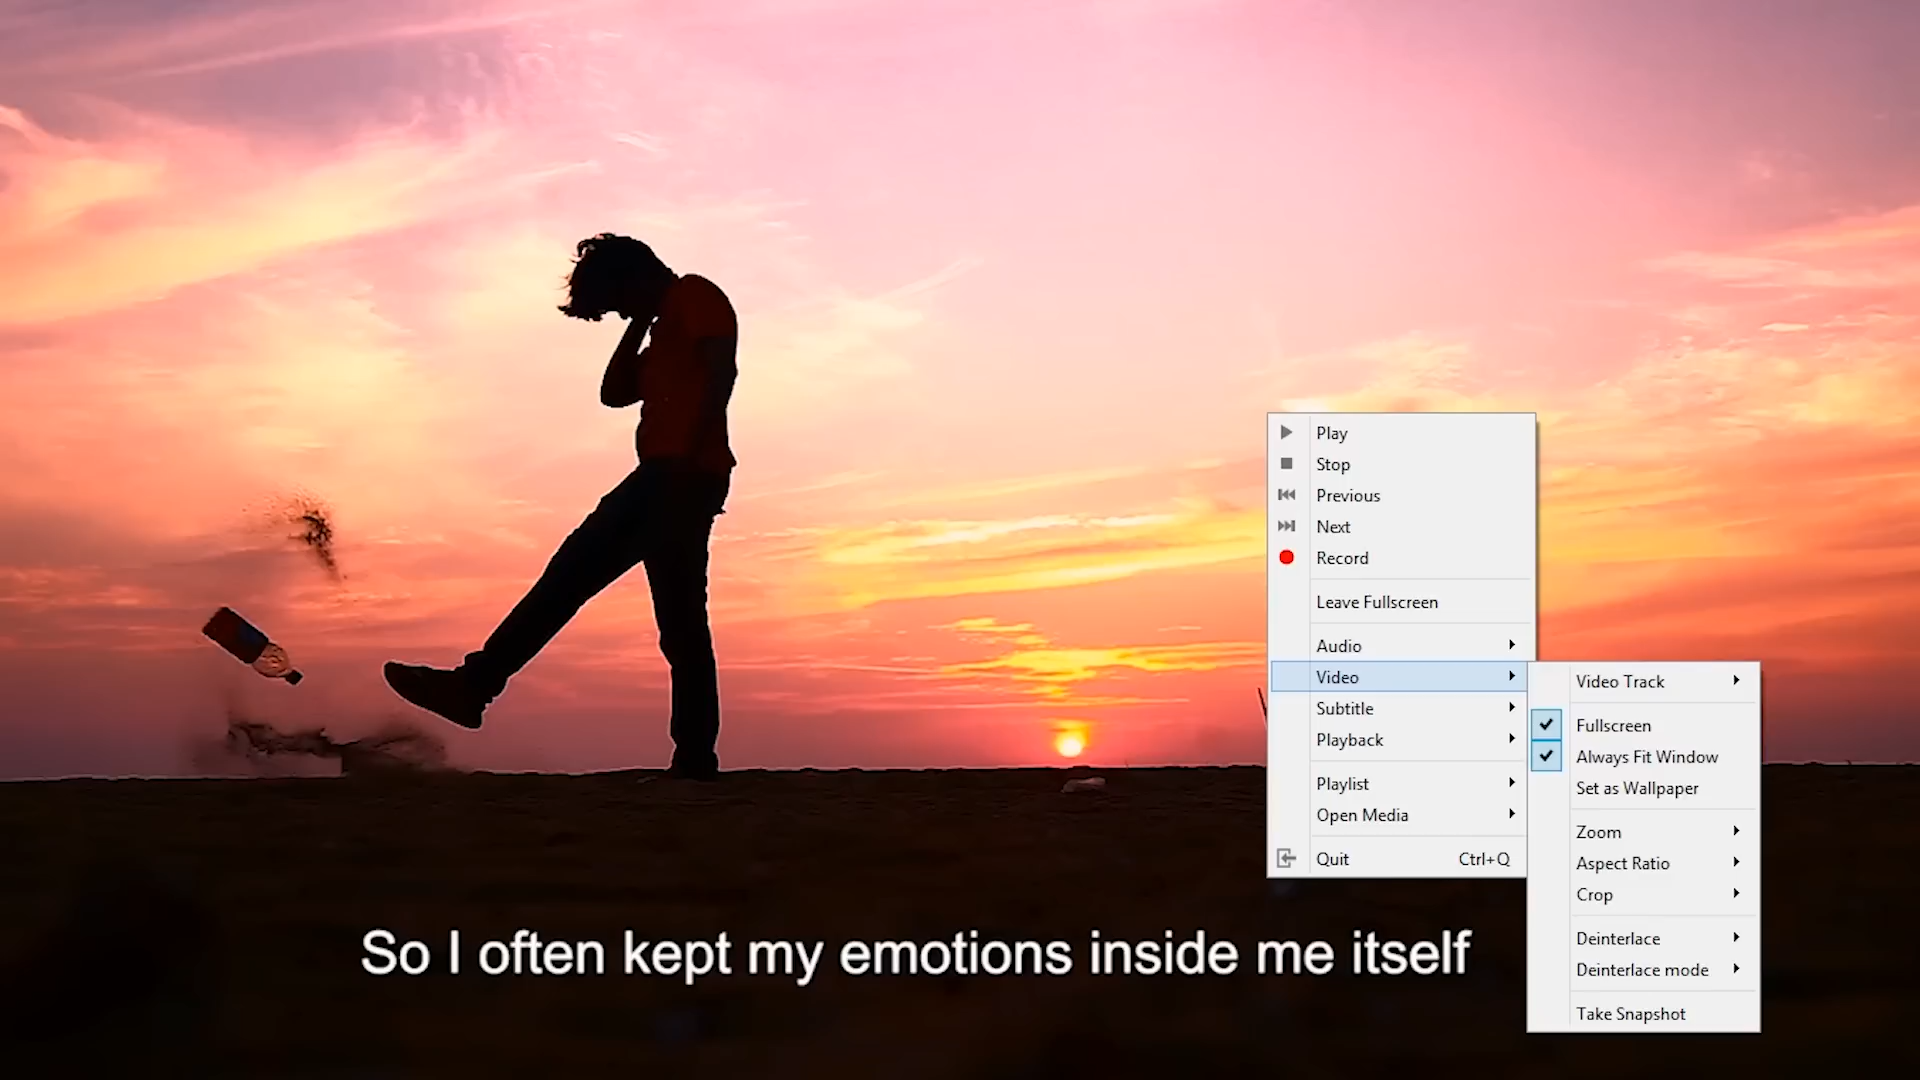 Play
Stop
Previous
Next
Record
Leave Fullscreen
Audio
Video
Subtitle
Playback
Playlist
Open Media
Quit Ctrl+Q
Video Track
Fullscreen
Always Fit Window
Set as Wallpaper
Zoom
Aspect Ratio
Crop
Deinterlace
Deinterlace mode
Take Snapshot
So I often kept my emotions inside me itself